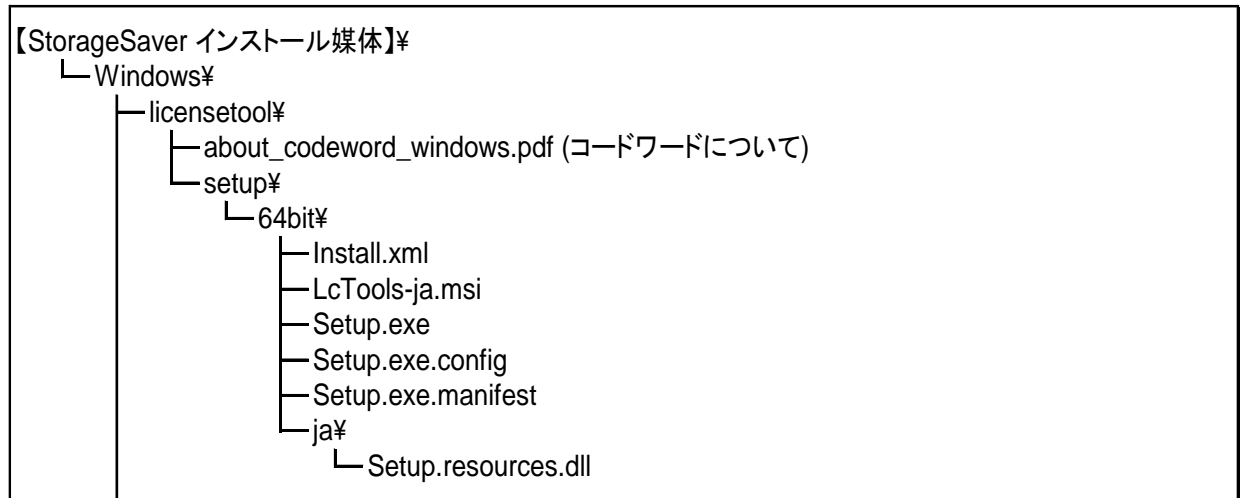 【StorageSaver インストール媒体】¥
Windows¥
licensetool¥
about_codeword_windows.pdf (コードワードについて)
setup¥
64bit¥
Install.xml
LcTools-ja.msi
Setup.exe
Setup.exe.config
Setup.exe.manifest
ja¥
Setup.resources.dll